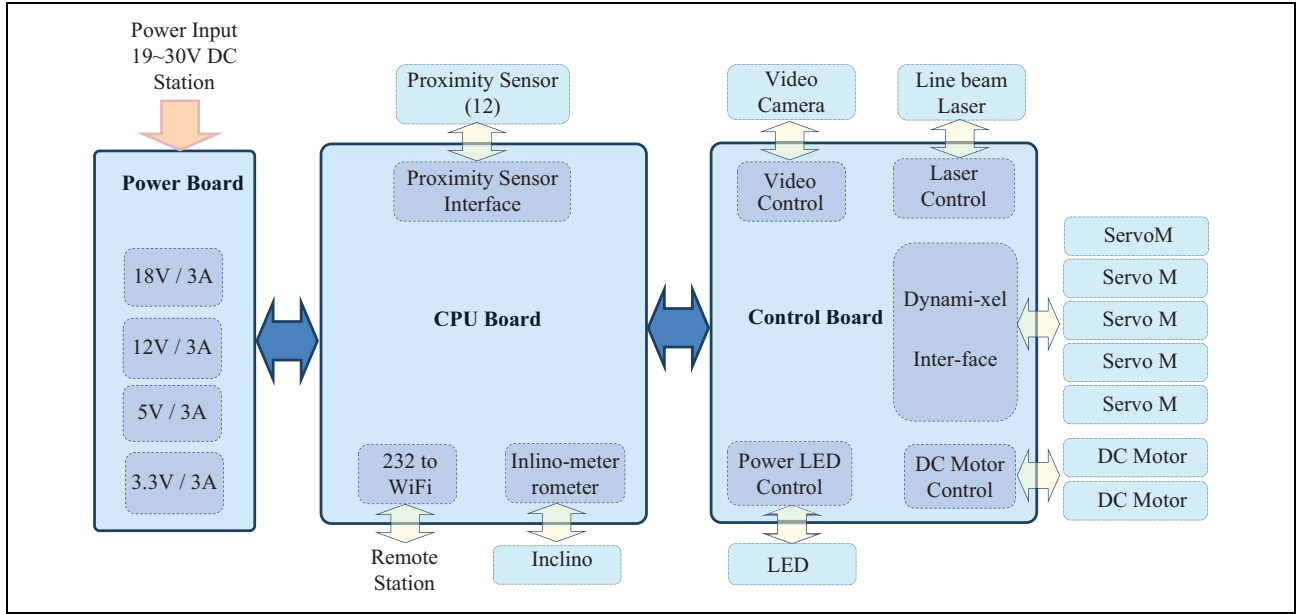 Power Input
19~30V DC
Station
Power Board
18V / 3A
12V / 3A
5V / 3A
3.3V / 3A
Proximity Sensor
(12)
Proximity Sensor
Interface
CPU Board
232 to
WiFi
Inlino-meter
rometer
Remote
Station
Inclino
Video
Camera
Line beam
Laser
Video
Control
Laser
Control
Control Board
Dynami-xel
Inter-face
Power LED
Control
DC Motor
Control
LED
ServoM
Servo M
Servo M
Servo M
Servo M
DC Motor
DC Motor